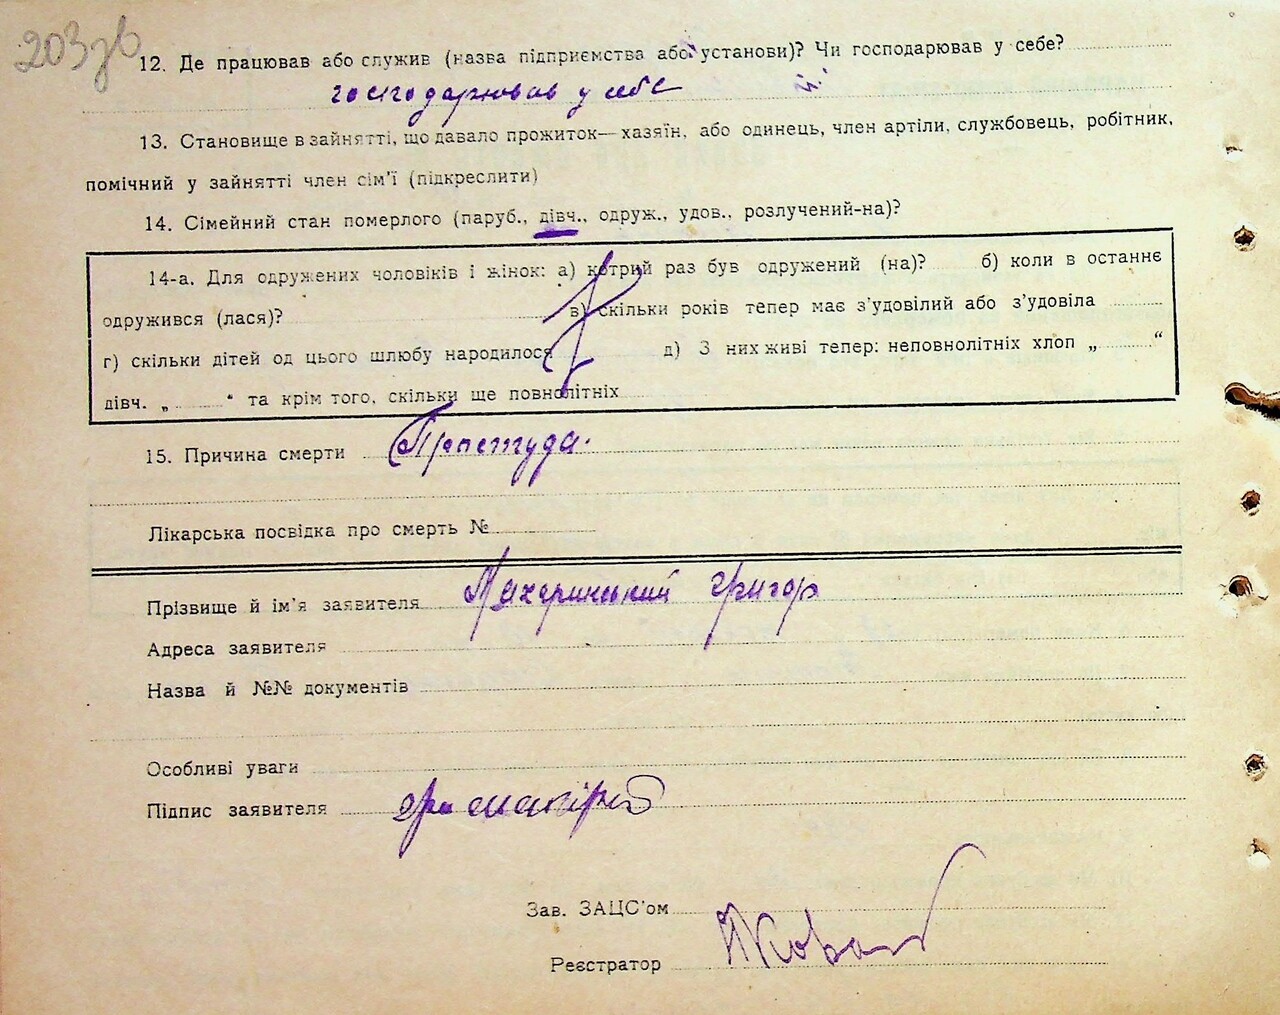 203 зв
12. Де працював або служив (назва підприємства або установи)? Чи господарював у себе?
господарював у себе
13. Становище в зайнятті, що давало прожиток—хазяїн, або одинець, член артілі, службовець, робітник,
помічний у зайнятті член сім'ї (підкреслити)
14. Сімейний стан померлого (паруб., дівч., одруж., удов., розлучений-на)?
14-а. Для одружених чоловіків і жінок: а) котрий раз був одружений (на)? б) коли в останнє
одружився (лася)? в) скільки років тепер має з'удовілий або з'удовіла
г) скільки дітей од цього шлюбу народилося д) З них живі тепер: неповнолітніх хлоп „ “
дівч. „ “ та крім того, скільки ще повнолітніх
15. Причина смерти Простуда.
Лікарська посвідка про смерть №
Прізвище й ім'я заявителя Махаринський Григор
Адреса заявителя
Назва й №№ документів
Особливі уваги
Підпис заявителя
Зав. ЗАЦС'ом
Реєстратор